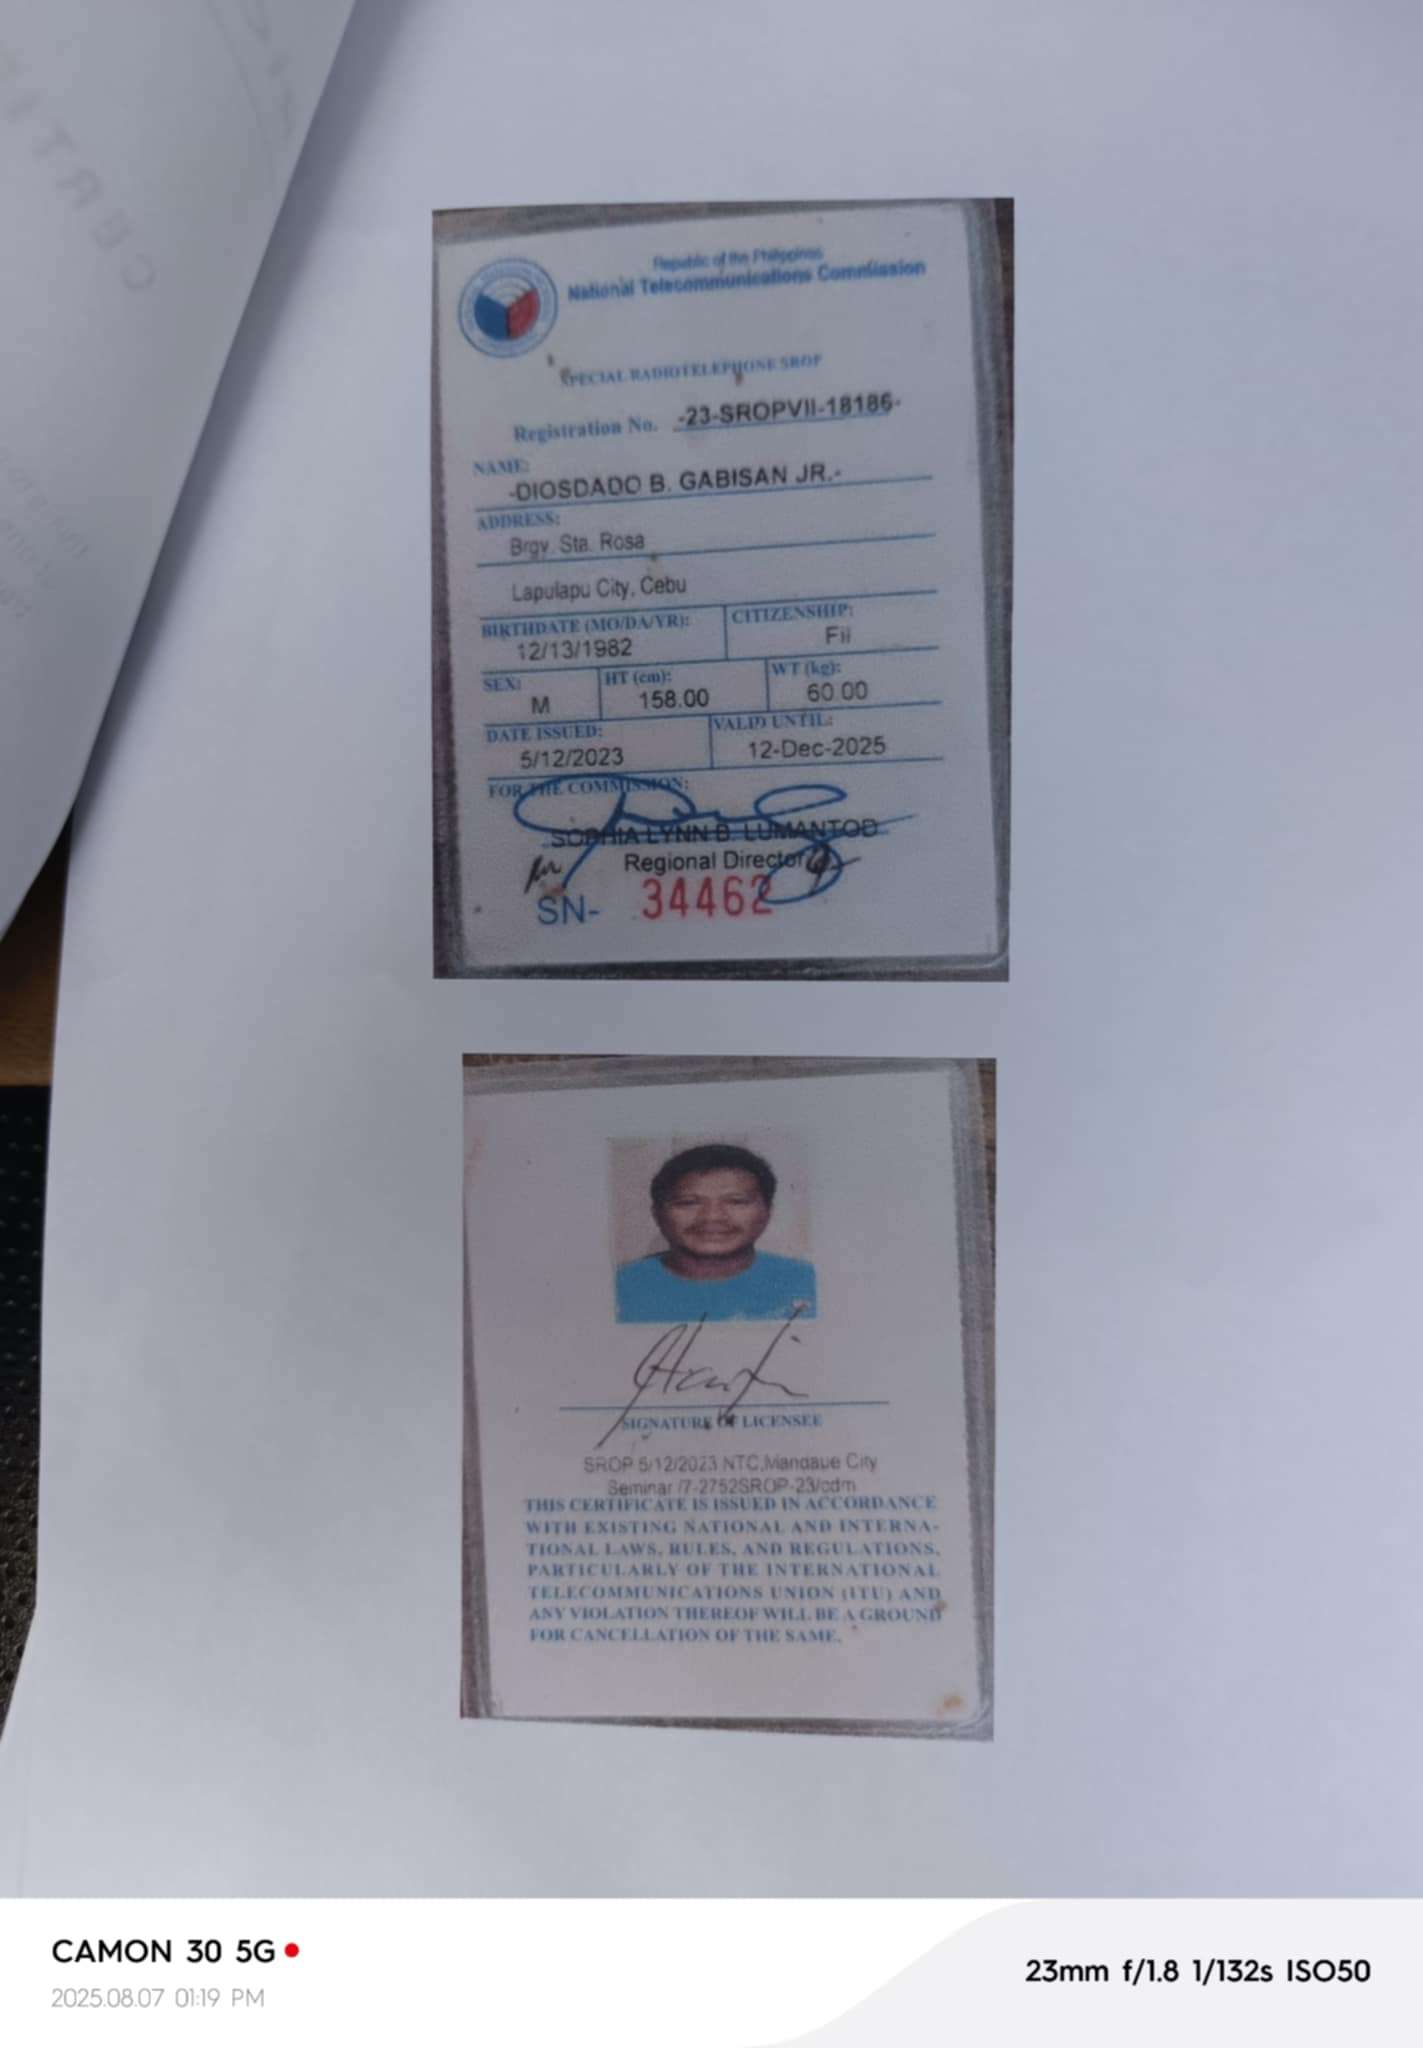 Republic of the Philippines
National Telecommunications Commission
SPECIAL RADIOTELEPHONE SROP
Registration No. -23-SROPVII-18186-
NAME:
-DIOSDADO B. GABISAN JR.-
ADDRESS:
Brgy. Sta. Rosa
Lapulapu City, Cebu
BIRTHDATE (MO/DA/YR): CITIZENSHIP:
12/13/1982 Fil
SEX: HT (cm): WT (kg):
M 158.00 60.00
DATE ISSUED: VALID UNTIL:
5/12/2023 12-Dec-2025
FOR THE COMMISSION:
SOPHIA LYNN B. LUMANTOD
Regional Director
SN- 34462
SIGNATURE OF LICENSEE
SROP 5/12/2023 NTC,Mandaue City
Seminar /7-2752SROP-23/cdm
THIS CERTIFICATE IS ISSUED IN ACCORDANCE
WITH EXISTING NATIONAL AND INTERNA-
TIONAL LAWS, RULES, AND REGULATIONS,
PARTICULARLY OF THE INTERNATIONAL
TELECOMMUNICATIONS UNION (ITU) AND
ANY VIOLATION THEREOF WILL BE A GROUND
FOR CANCELLATION OF THE SAME.
CAMON 30 5G
2025.08.07 01:19 PM
23mm f/1.8 1/132s ISO50